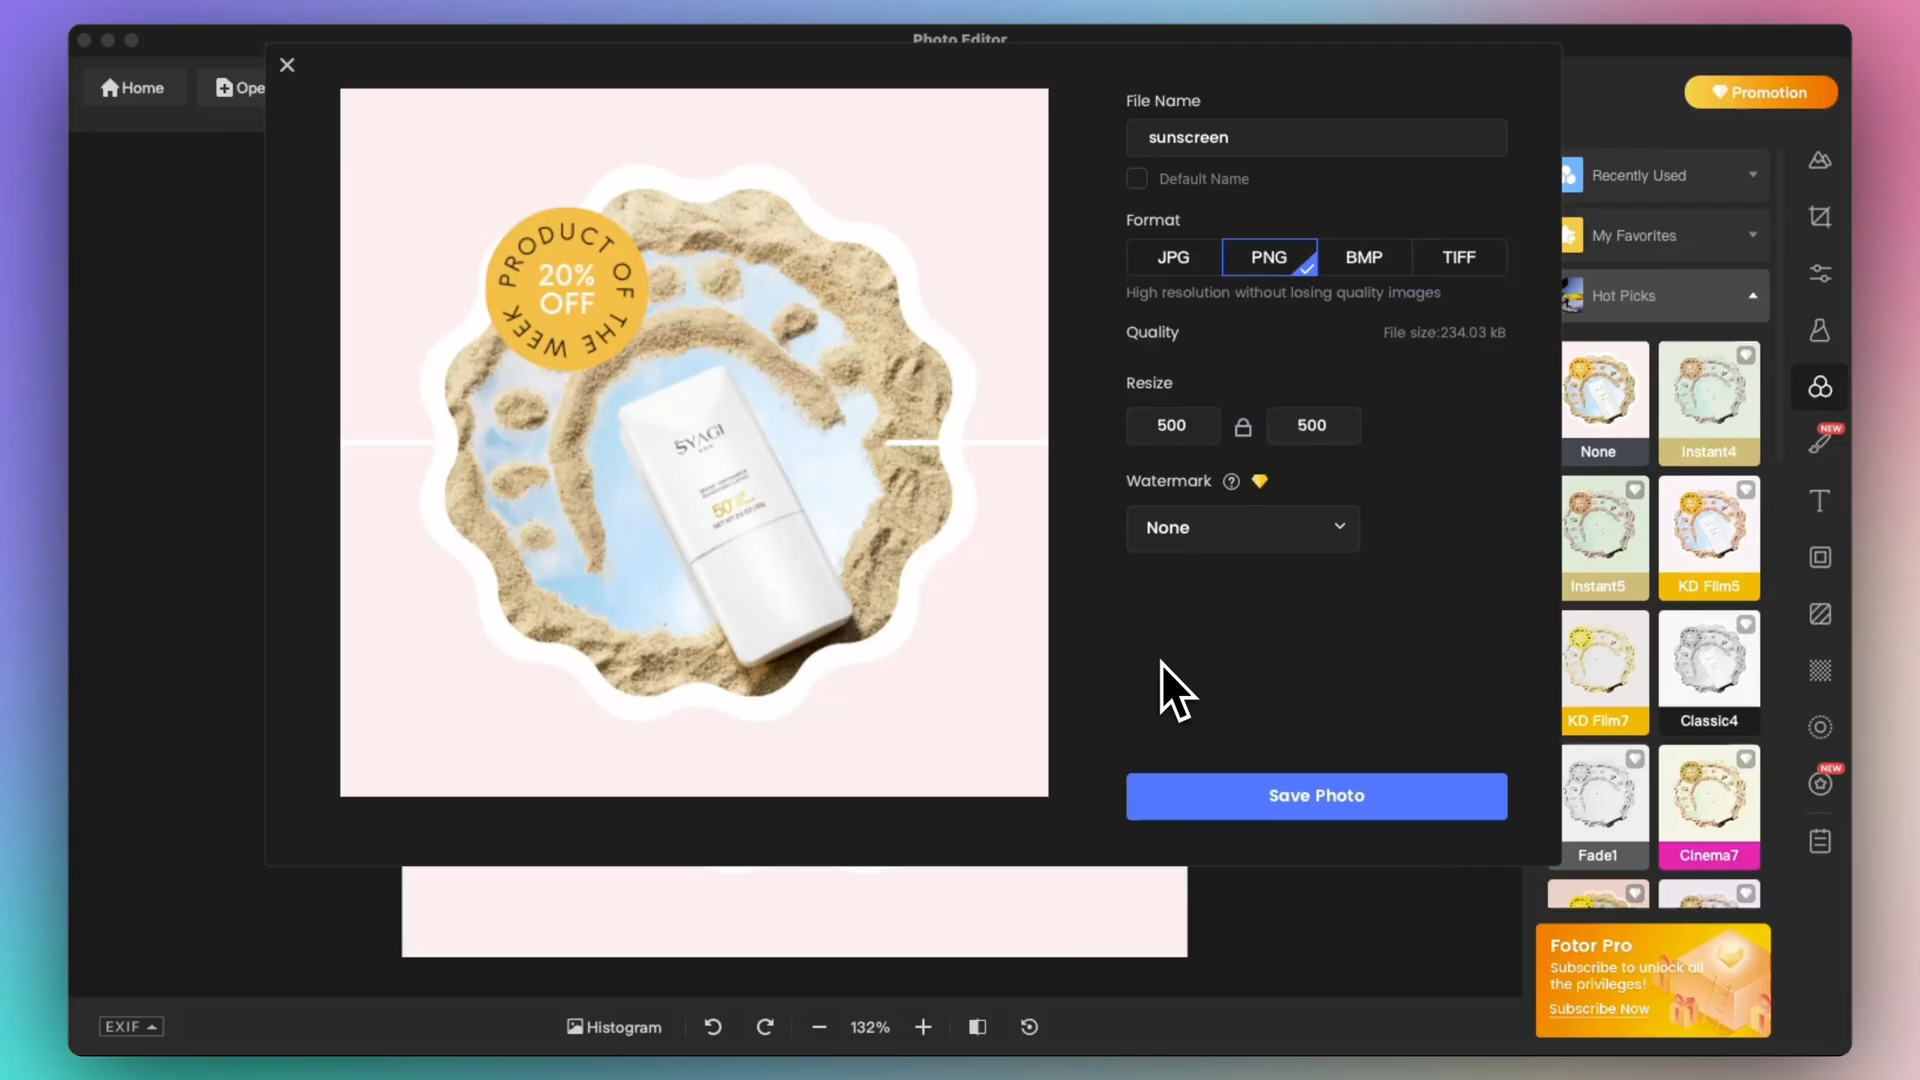 Photo Editor
Home
Ope
Promotion
File Name
sunscreen
Default Name
Format
JPG
PNG
BMP
TIFF
High resolution without losing quality images
Quality
File size:234.03 kB
Resize
500
500
Watermark
None
Save Photo
PRODUCT OF THE WEEK
20%
OFF
SYAGI
50+
Recently Used
My Favorites
Hot Picks
None
Instant4
Instant5
KD Film5
KD Film7
Classic4
Fade1
Cinema7
NEW
NEW
Fotor Pro
Subscribe to unlock all
the privileges!
Subscribe Now
EXIF
Histogram
132%